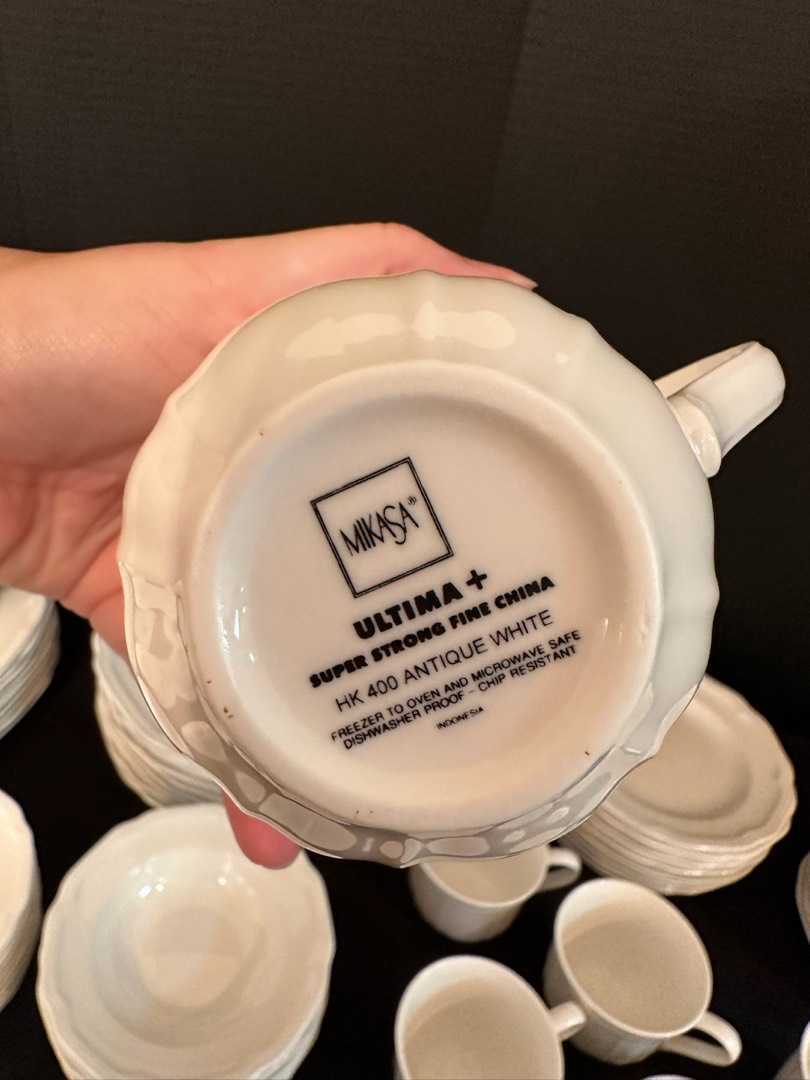 MIKASA®
ULTIMA +
SUPER STRONG FINE CHINA
HK 400 ANTIQUE WHITE
FREEZER TO OVEN AND MICROWAVE SAFE
DISHWASHER PROOF - CHIP RESISTANT
INDONESIA